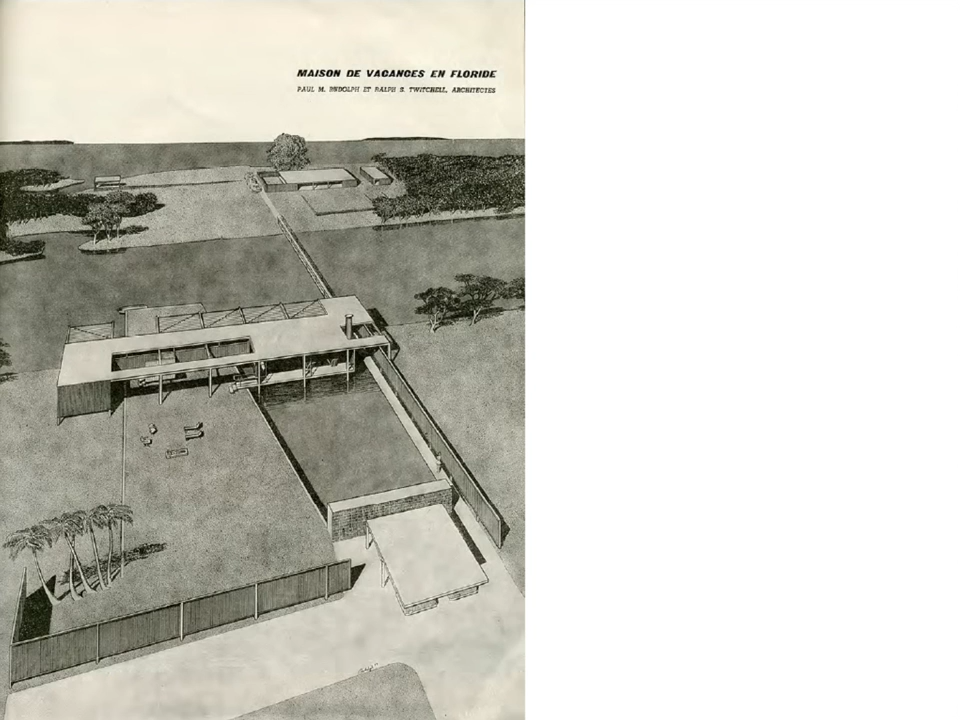 MAISON DE VACANCES EN FLORIDE
PAUL M. RUDOLPH ET RALPH S. TWITCHELL, ARCHITECTES